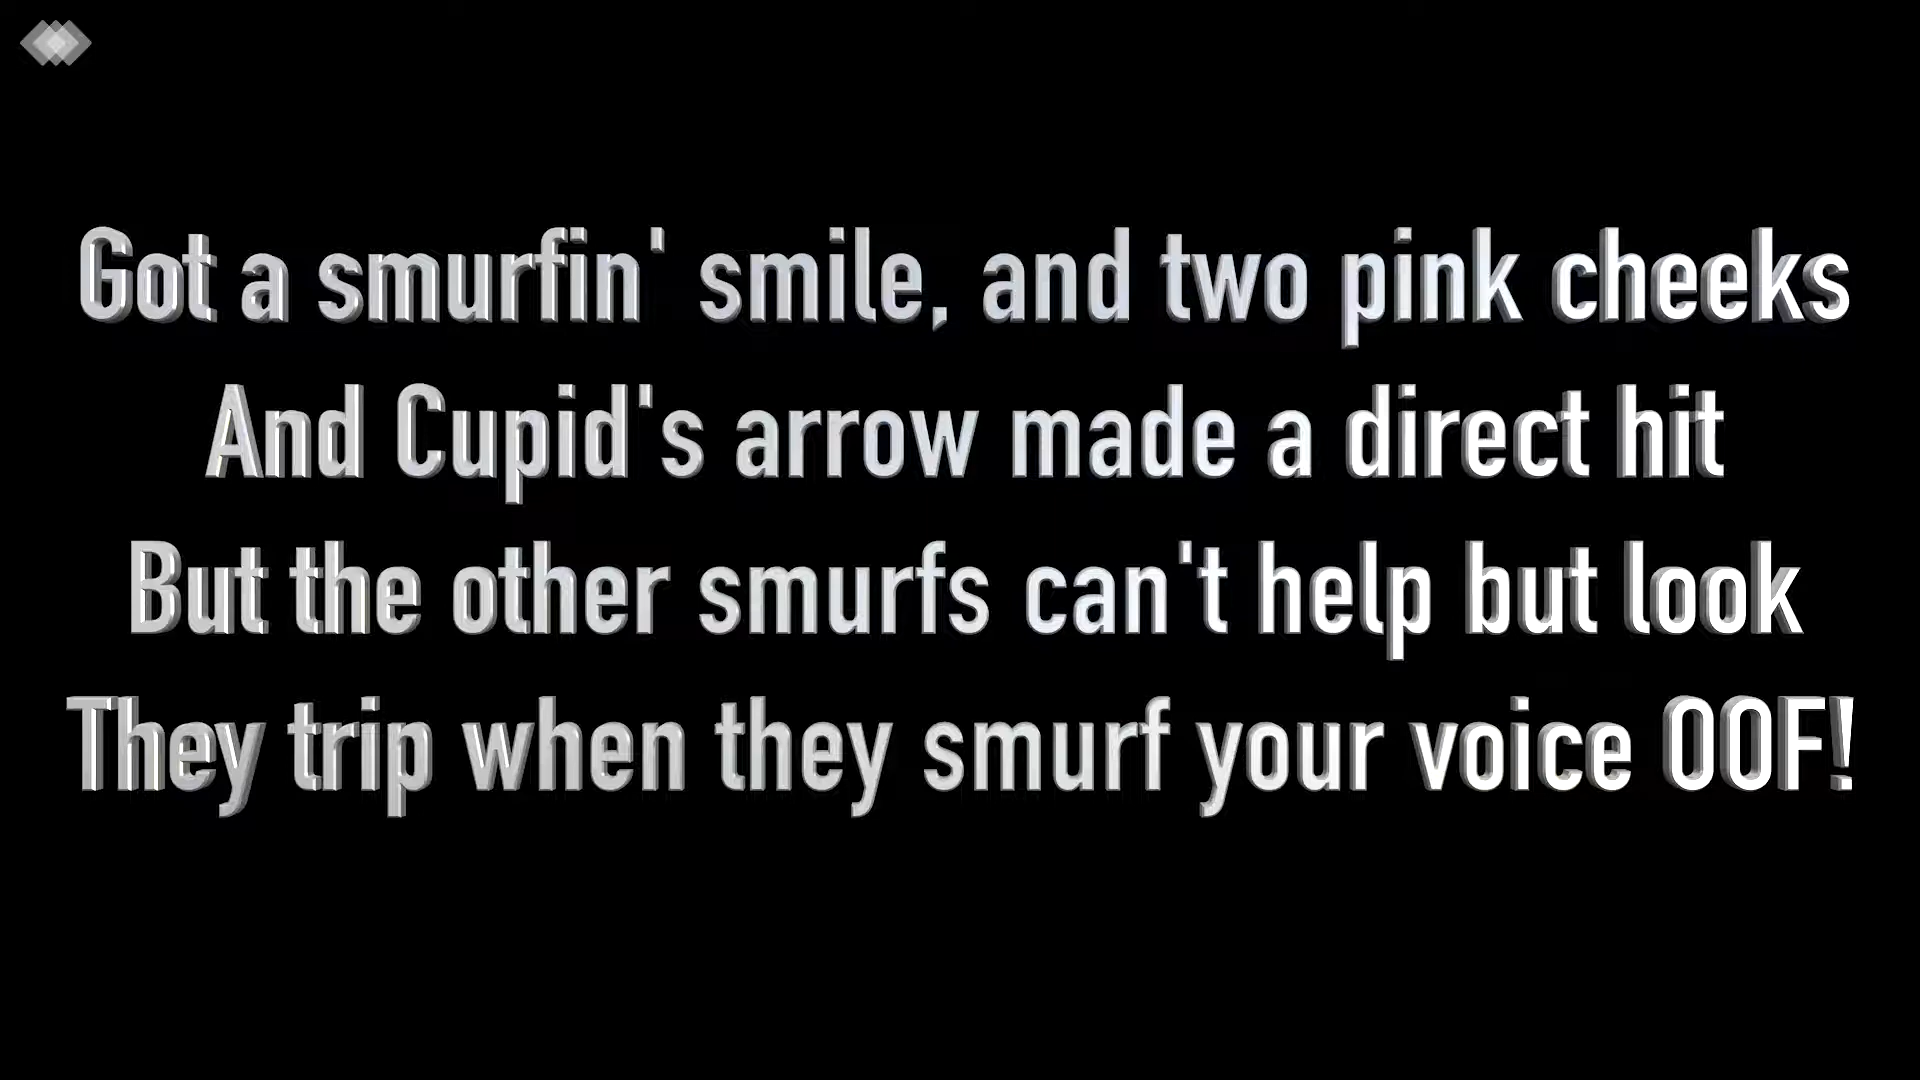 Got a smurfin' smile, and two pink cheeks
And Cupid's arrow made a direct hit
But the other smurfs can't help but look
They trip when they smurf your voice OOF!